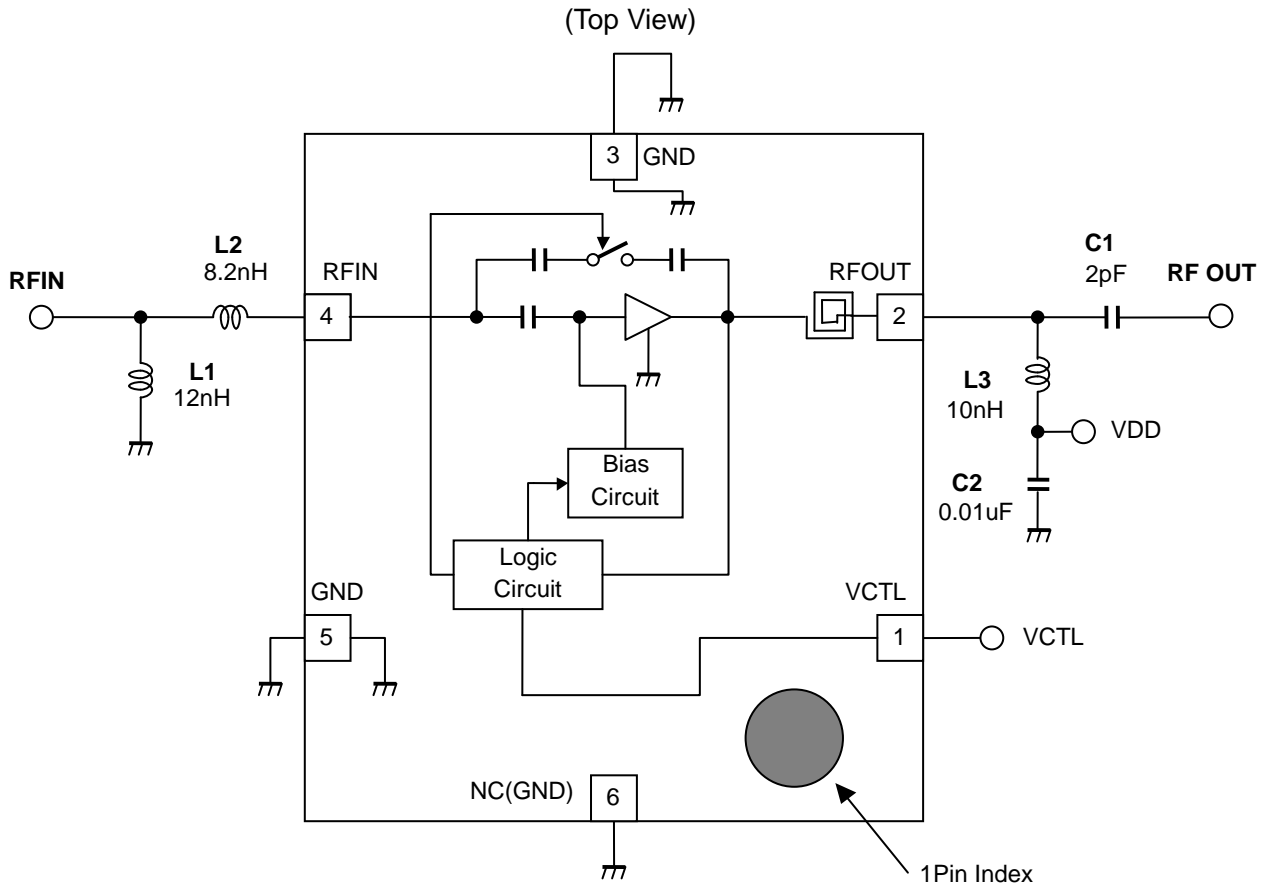 (Top View)
3
GND
L2
8.2nH
RFIN
RFIN
4
L1
12nH
RFOUT
2
C1
2pF
RF OUT
L3
10nH
VDD
C2
0.01uF
Bias
Circuit
Logic
Circuit
GND
5
VCTL
1
VCTL
NC(GND)
6
1Pin Index